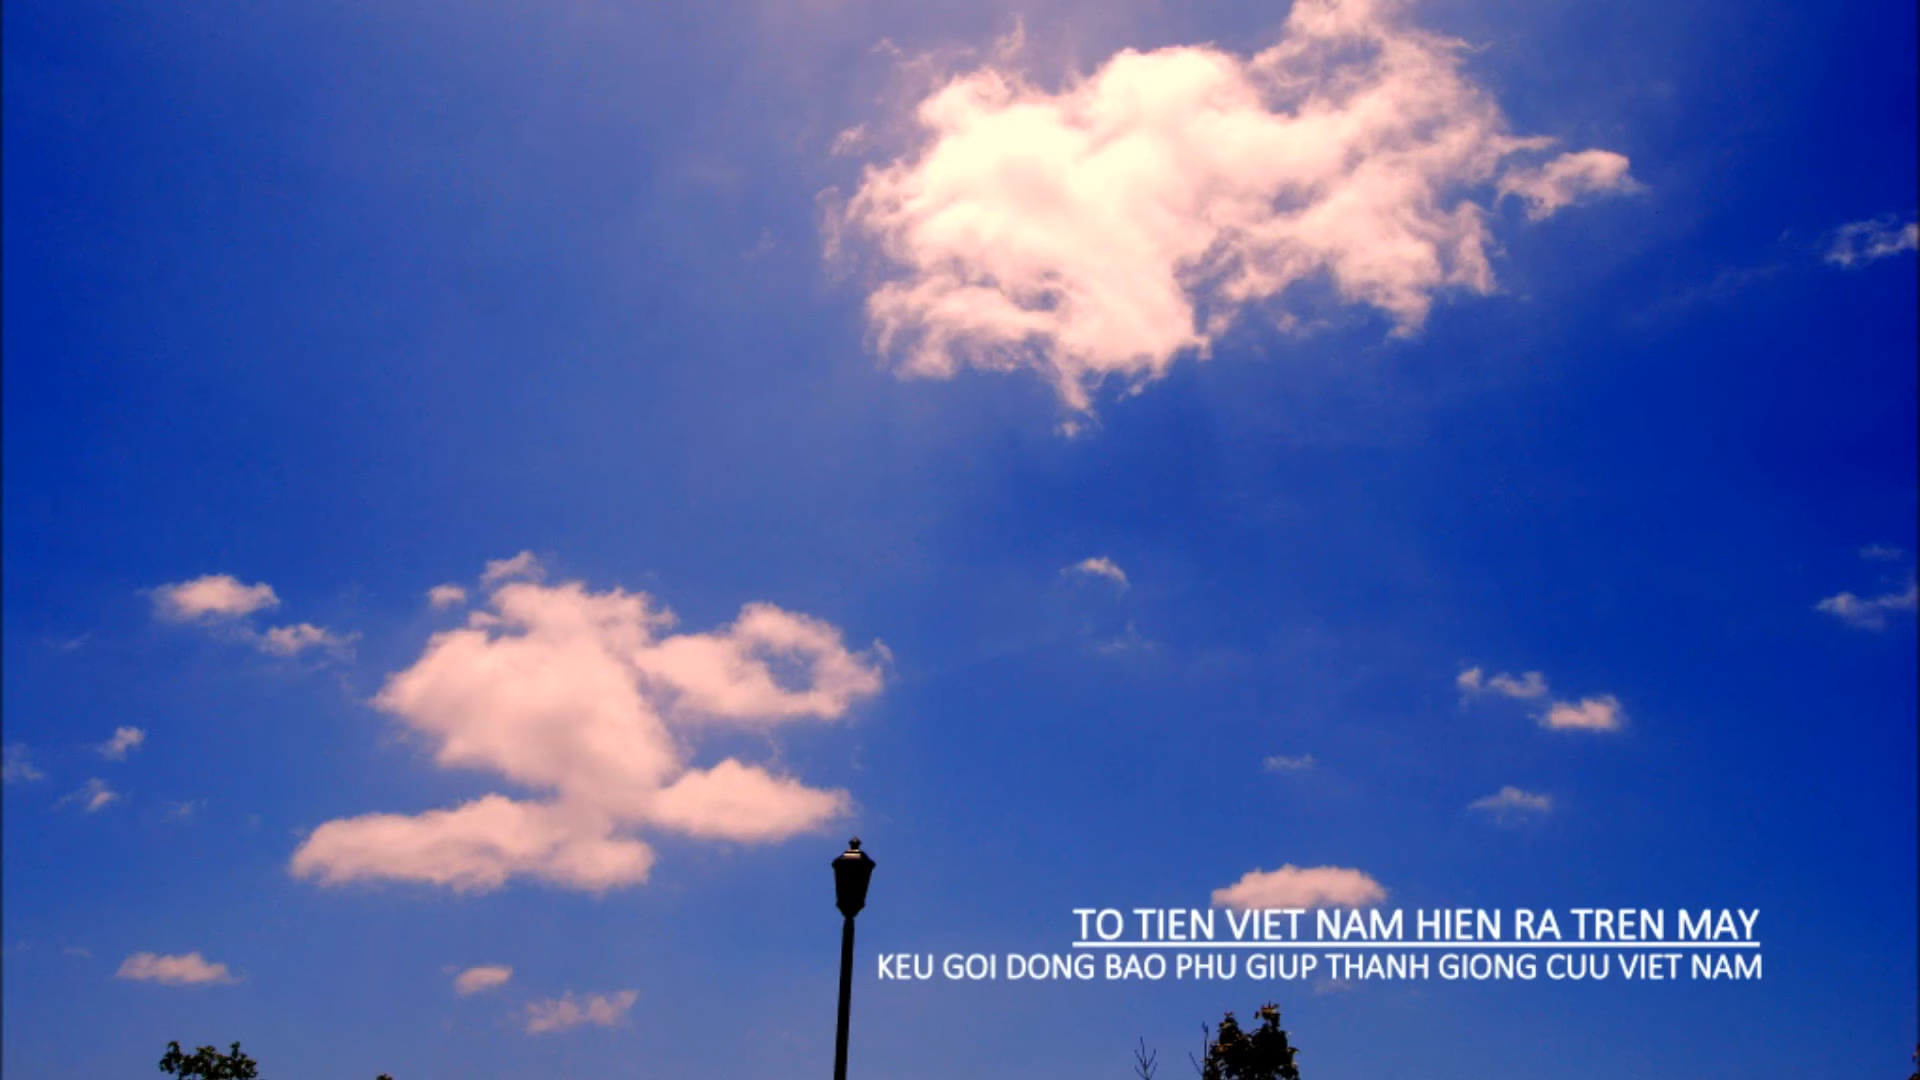 TO TIEN VIET NAM HIEN RA TREN MAY
KEU GOI DONG BAO PHU GIUP THANH GIONG CUU VIET NAM